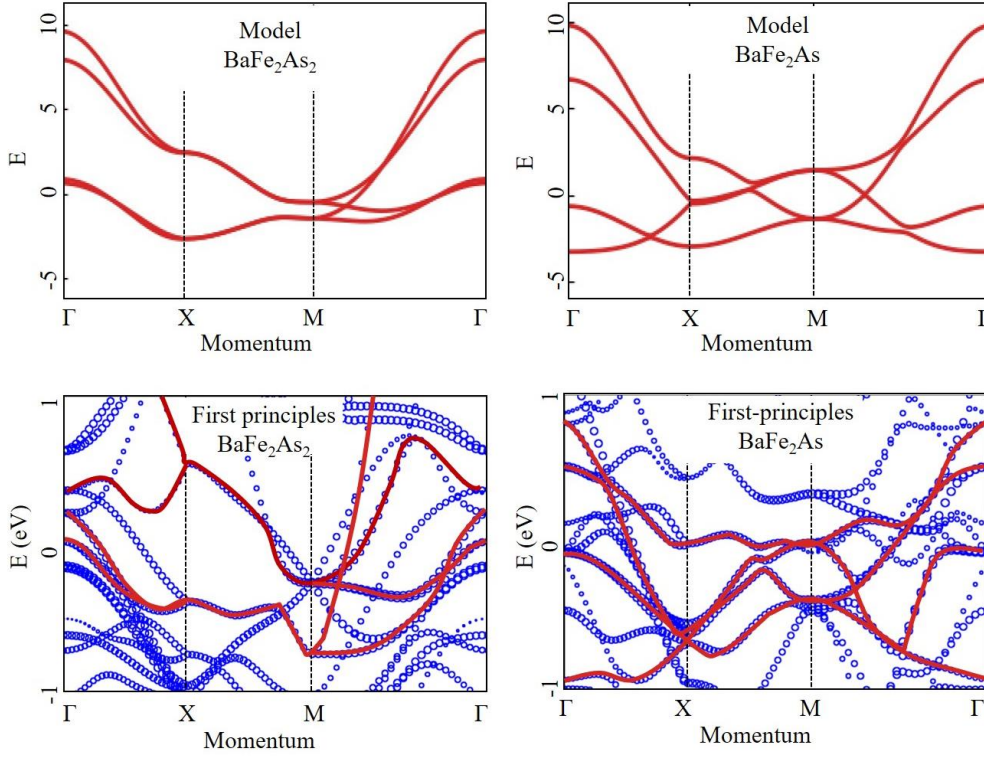 10
5
0
-5
E
Model
BaFe₂As₂
Γ
X
M
Γ
Momentum
10
5
0
-5
E
Model
BaFe₂As
Γ
X
M
Γ
Momentum
1
0
-1
E (eV)
First principles
BaFe₂As₂
Γ
X
M
Γ
Momentum
1
0
-1
E (eV)
First-principles
BaFe₂As
Γ
X
M
Γ
Momentum